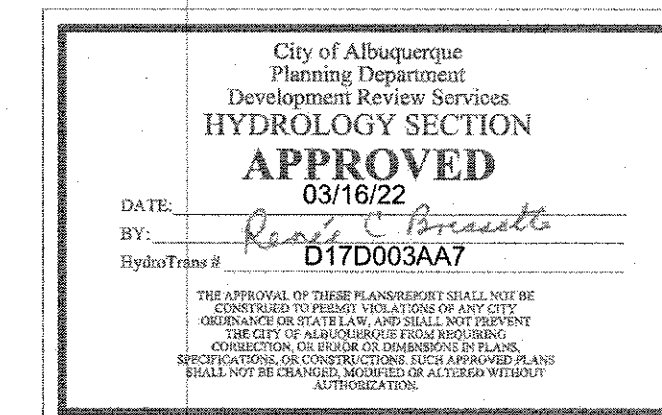 City of Albuquerque
Planning Department
Development Review Services
HYDROLOGY SECTION
APPROVED
DATE: 03/16/22
BY: Reneé C Brissette
HydroTrans # D17D003AA7
THE APPROVAL OF THESE PLANS/REPORT SHALL NOT BE
CONSTRUED TO PERMIT VIOLATIONS OF ANY CITY
ORDINANCE OR STATE LAW, AND SHALL NOT PREVENT
THE CITY OF ALBUQUERQUE FROM REQUIRING
CORRECTION, OR ERROR OR DIMENSIONS IN PLANS,
SPECIFICATIONS, OR CONSTRUCTIONS. SUCH APPROVED PLANS
SHALL NOT BE CHANGED, MODIFIED OR ALTERED WITHOUT
AUTHORIZATION.